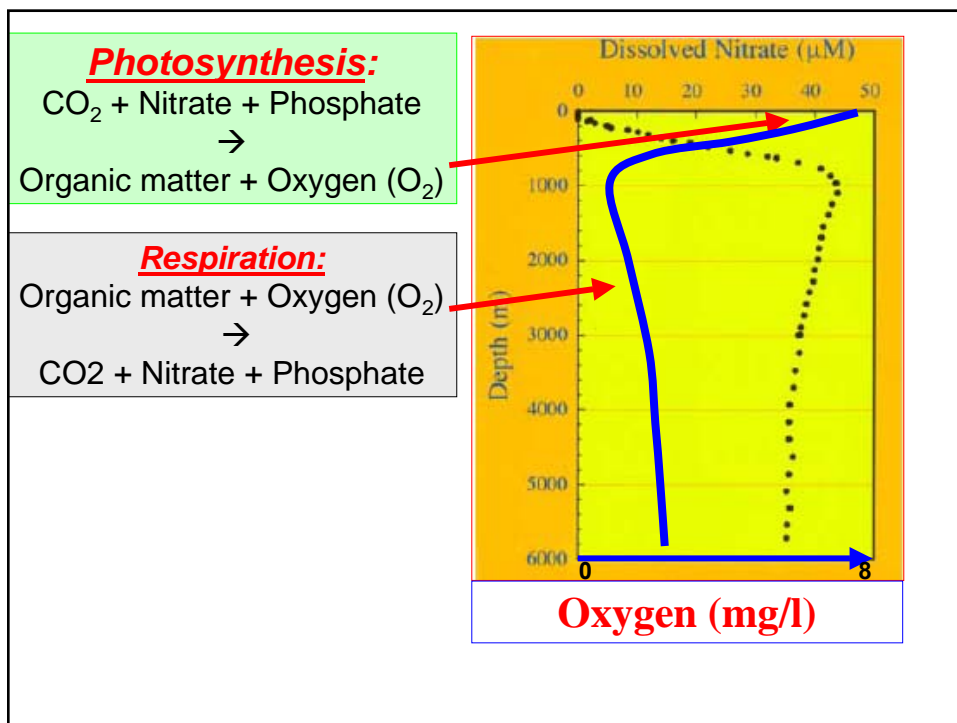 Photosynthesis:
CO₂ + Nitrate + Phosphate
→
Organic matter + Oxygen (O₂)
Respiration:
Organic matter + Oxygen (O₂)
→
CO2 + Nitrate + Phosphate
Dissolved Nitrate (μM)
0 10 20 30 40 50
0
1000
2000
3000
4000
5000
6000
Depth (m)
0 8
Oxygen (mg/l)